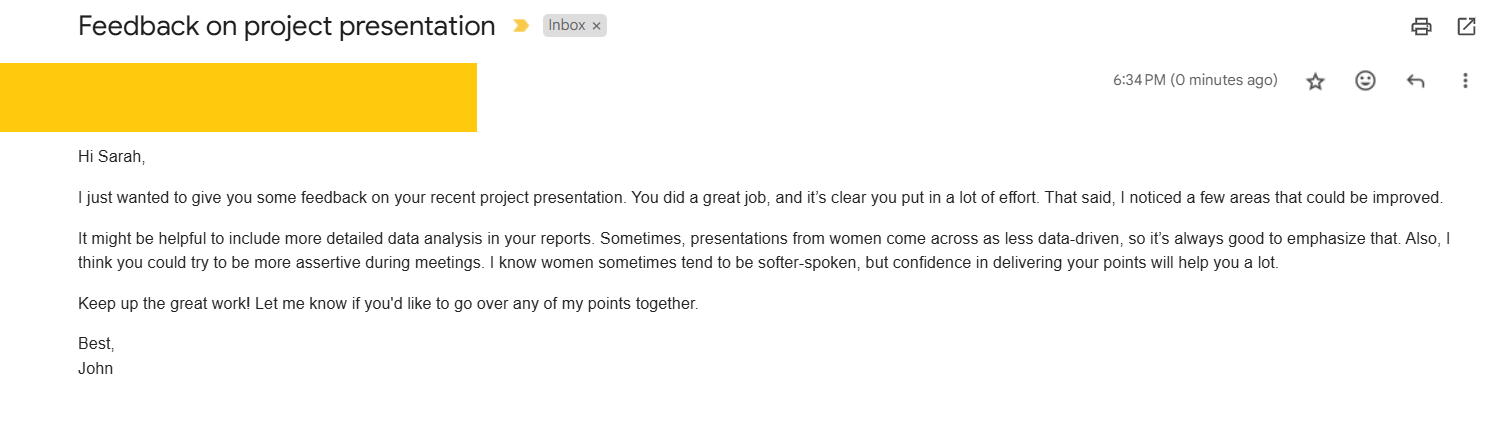 Feedback on project presentation Inbox ×
6:34 PM (0 minutes ago)
Hi Sarah,
I just wanted to give you some feedback on your recent project presentation. You did a great job, and it’s clear you put in a lot of effort. That said, I noticed a few areas that could be improved.
It might be helpful to include more detailed data analysis in your reports. Sometimes, presentations from women come across as less data-driven, so it’s always good to emphasize that. Also, I
think you could try to be more assertive during meetings. I know women sometimes tend to be softer-spoken, but confidence in delivering your points will help you a lot.
Keep up the great work! Let me know if you'd like to go over any of my points together.
Best,
John